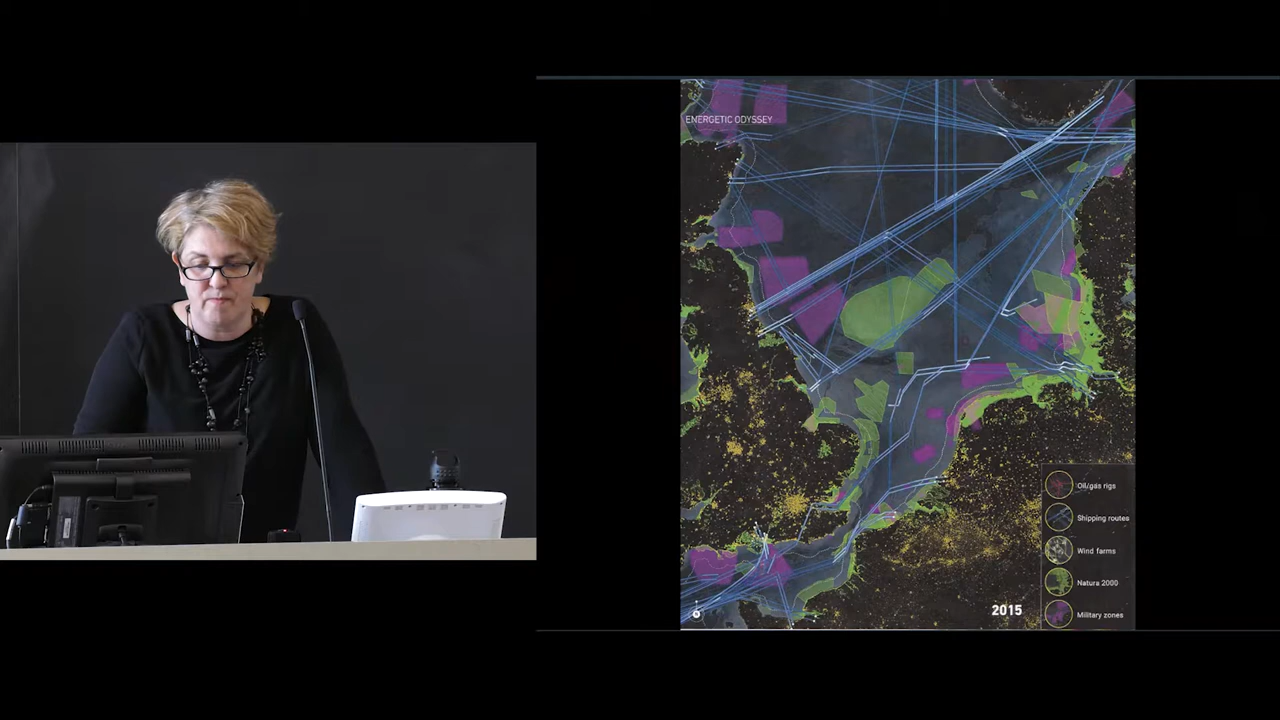 ENERGETIC ODYSSEY
Oil/gas rigs
Shipping routes
Wind farms
Natura 2000
2015
Military zones